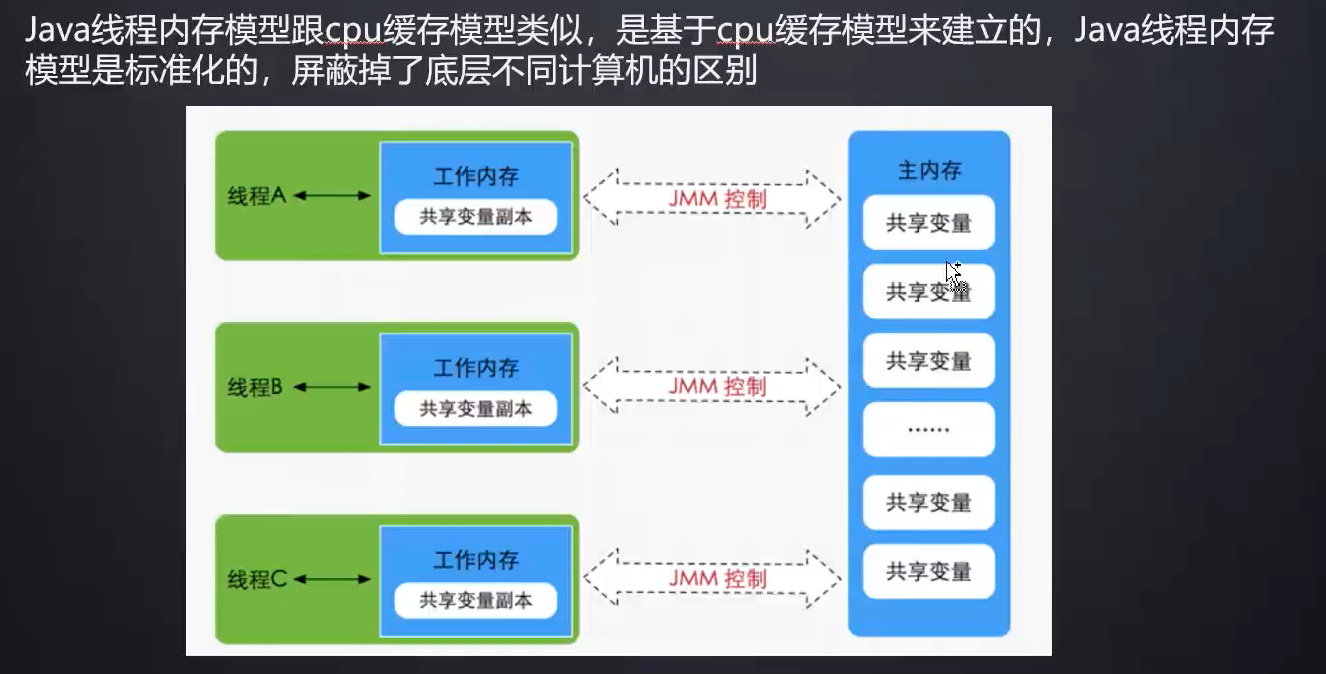 Java线程内存模型跟cpu缓存模型类似，是基于cpu缓存模型来建立的，Java线程内存
模型是标准化的，屏蔽掉了底层不同计算机的区别
线程A
工作内存
共享变量副本
JMM 控制
主内存
共享变量
共享变量
线程B
工作内存
共享变量副本
JMM 控制
共享变量
……
线程C
工作内存
共享变量副本
JMM 控制
共享变量
共享变量